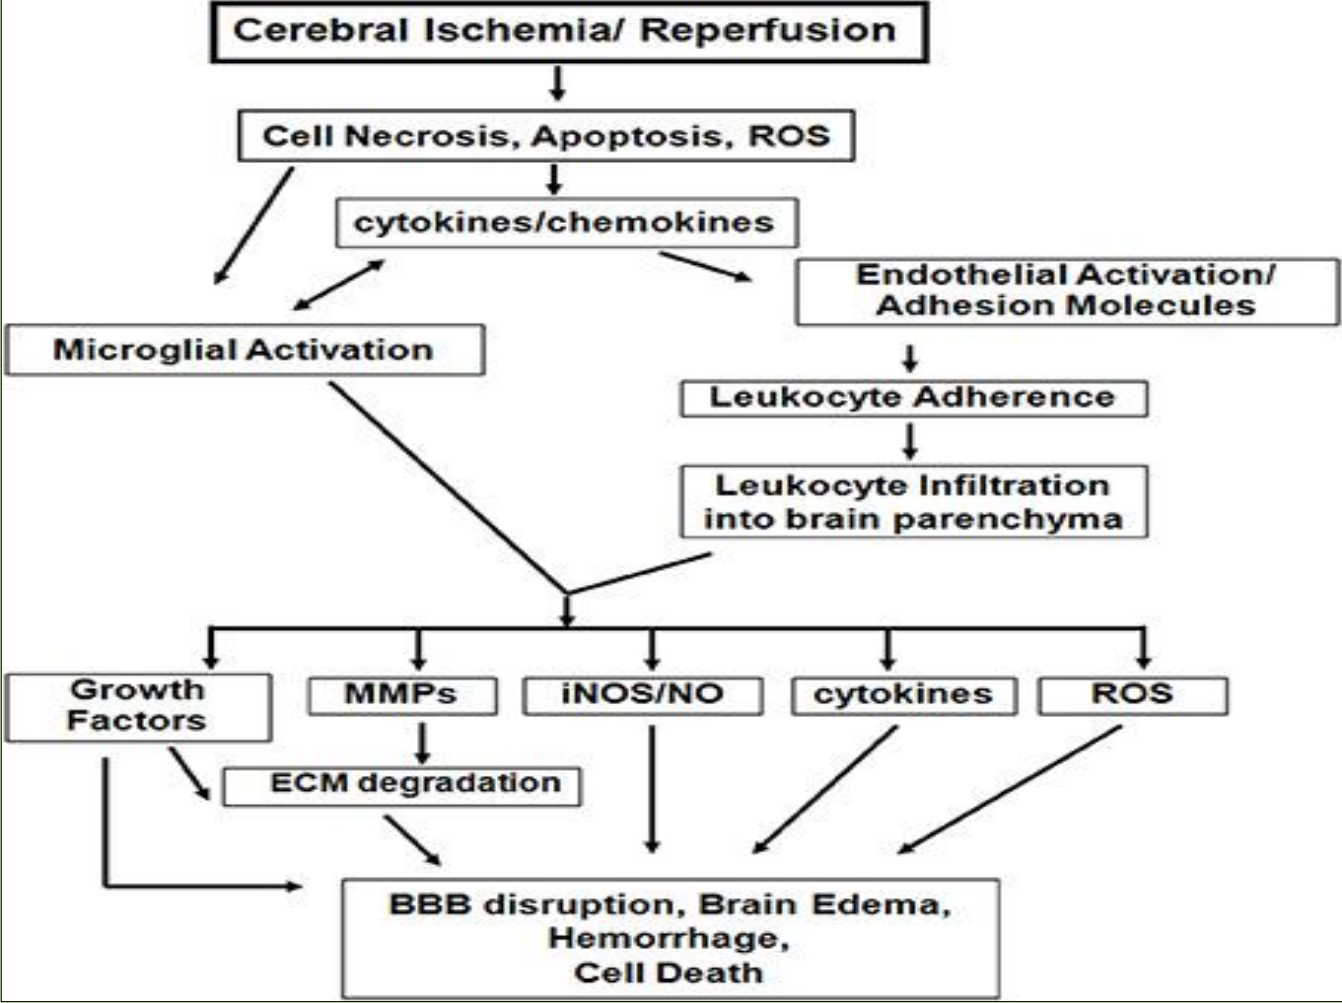 Cerebral Ischemia/ Reperfusion
Cell Necrosis, Apoptosis, ROS
cytokines/chemokines
Endothelial Activation/
Adhesion Molecules
Microglial Activation
Leukocyte Adherence
Leukocyte Infiltration
into brain parenchyma
Growth
Factors
MMPs
iNOS/NO
cytokines
ROS
ECM degradation
BBB disruption, Brain Edema,
Hemorrhage,
Cell Death